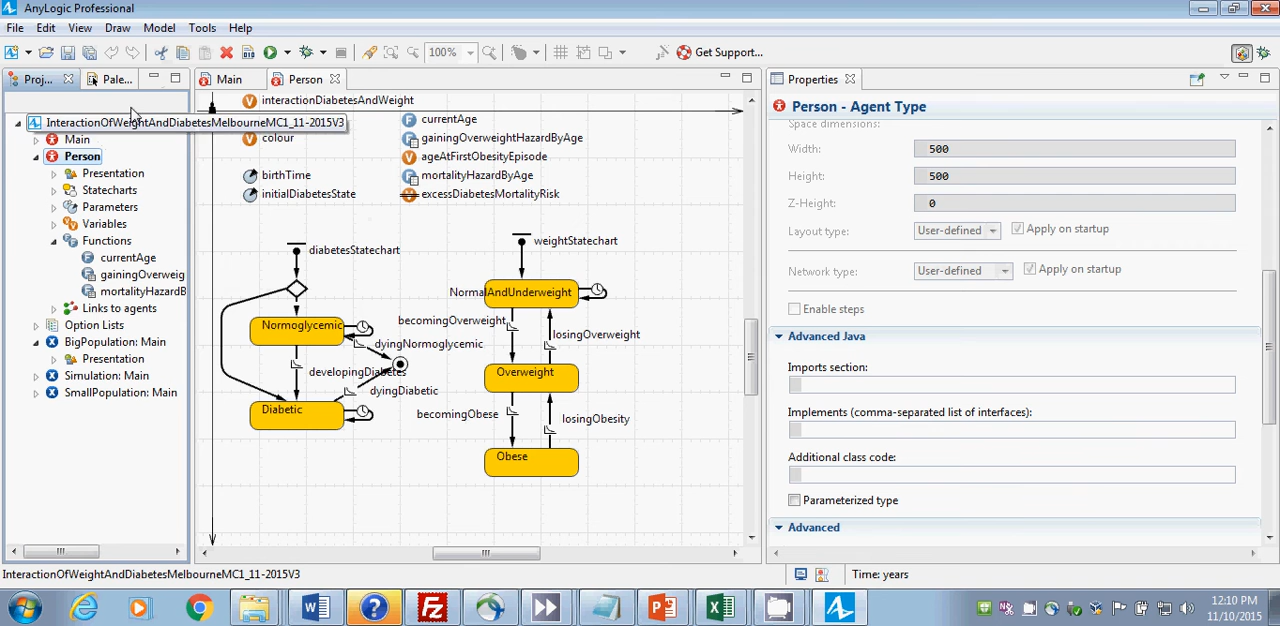 AnyLogic Professional
File Edit View Draw Model Tools Help
100% Get Support...
Proj... Pale... Main Person Properties
InteractionOfWeightAndDiabetesMelbourneMC1_11-2015V3
Main
Person
Presentation
Statecharts
Parameters
Variables
Functions
currentAge
gainingOverweig
mortalityHazardB
Links to agents
Option Lists
BigPopulation: Main
Presentation
Simulation: Main
SmallPopulation: Main
interactionDiabetesAndWeight
colour
birthTime
initialDiabetesState
currentAge
gainingOverweightHazardByAge
ageAtFirstObesityEpisode
mortalityHazardByAge
excessDiabetesMortalityRisk
diabetesStatechart
Normoglycemic
dyingNormoglycemic
developingDiabetes
dyingDiabetic
Diabetic
weightStatechart
NormalAndUnderweight
becomingOverweight
losingOverweight
Overweight
becomingObese
losingObesity
Obese
Person - Agent Type
Space dimensions:
Width: 500
Height: 500
Z-Height: 0
Layout type: User-defined Apply on startup
Network type: User-defined Apply on startup
Enable steps
Advanced Java
Imports section:
Implements (comma-separated list of interfaces):
Additional class code:
Parameterized type
Advanced
InteractionOfWeightAndDiabetesMelbourneMC1_11-2015V3
Time: years
12:10 PM
11/10/2015